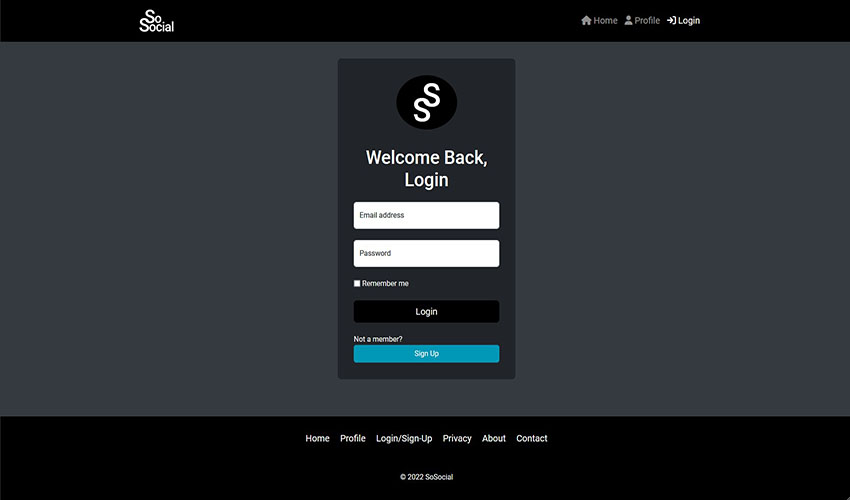 So
Social
Home Profile Login
SS
Welcome Back,
Login
Email address
Password
Remember me
Login
Not a member?
Sign Up
Home Profile Login/Sign-Up Privacy About Contact
© 2022 SoSocial